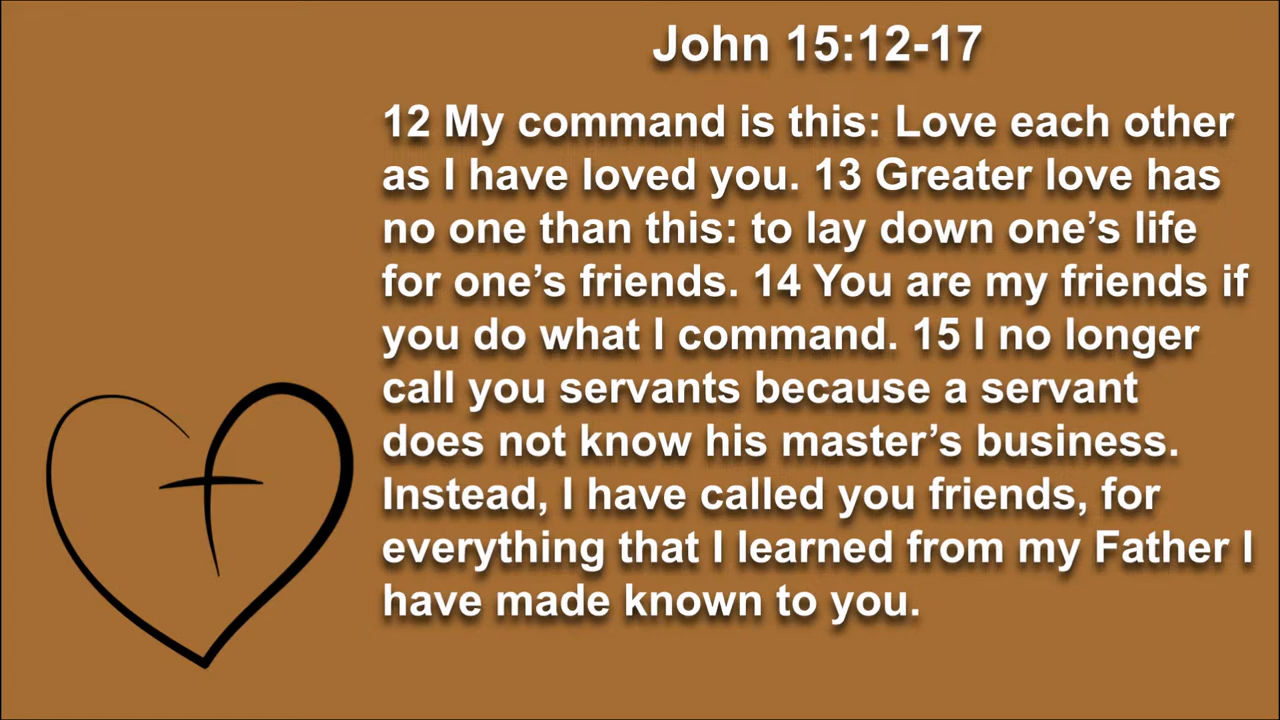 John 15:12-17
12 My command is this: Love each other
as I have loved you. 13 Greater love has
no one than this: to lay down one’s life
for one’s friends. 14 You are my friends if
you do what I command. 15 I no longer
call you servants because a servant
does not know his master’s business.
Instead, I have called you friends, for
everything that I learned from my Father I
have made known to you.